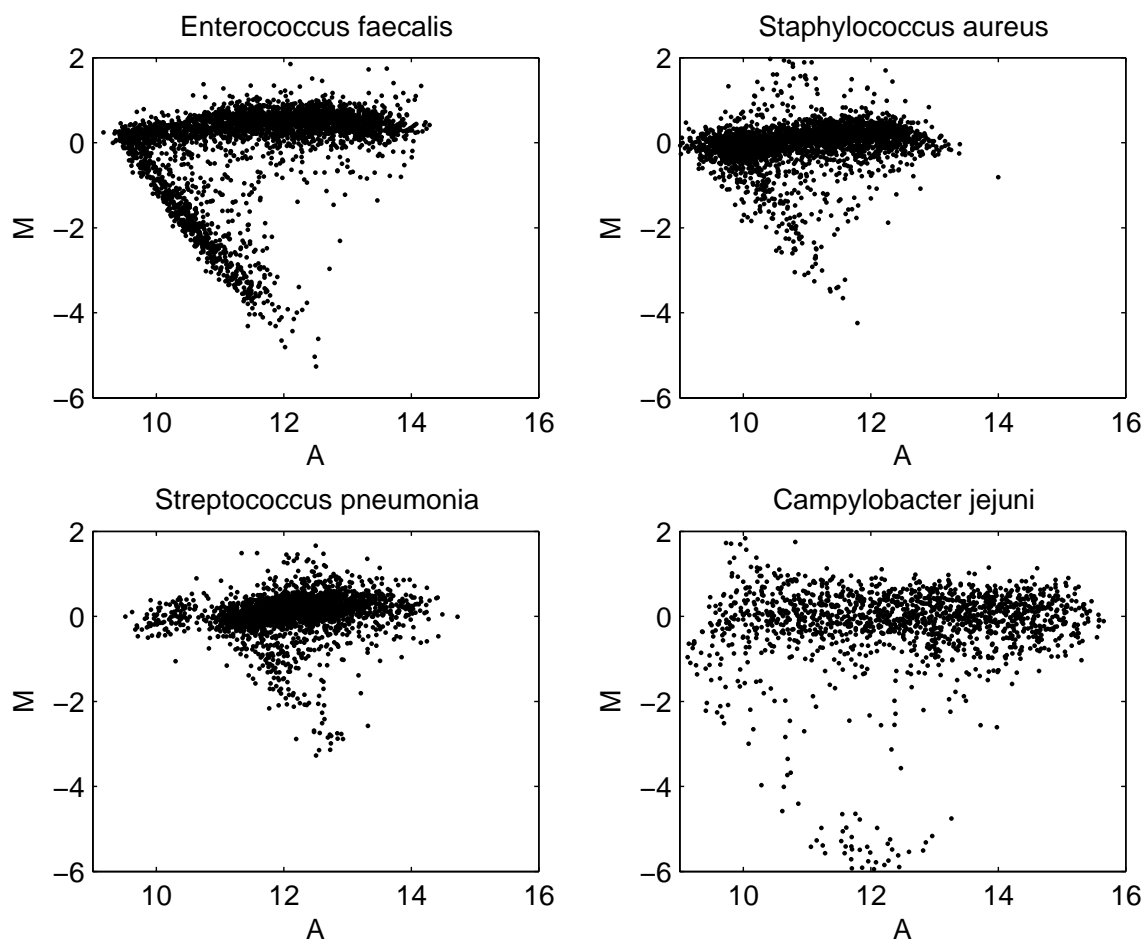 Enterococcus faecalis
2
0
−2
−4
−6
M
10 12 14 16
A
Staphylococcus aureus
2
0
−2
−4
−6
M
10 12 14 16
A
Streptococcus pneumonia
2
0
−2
−4
−6
M
10 12 14 16
A
Campylobacter jejuni
2
0
−2
−4
−6
M
10 12 14 16
A